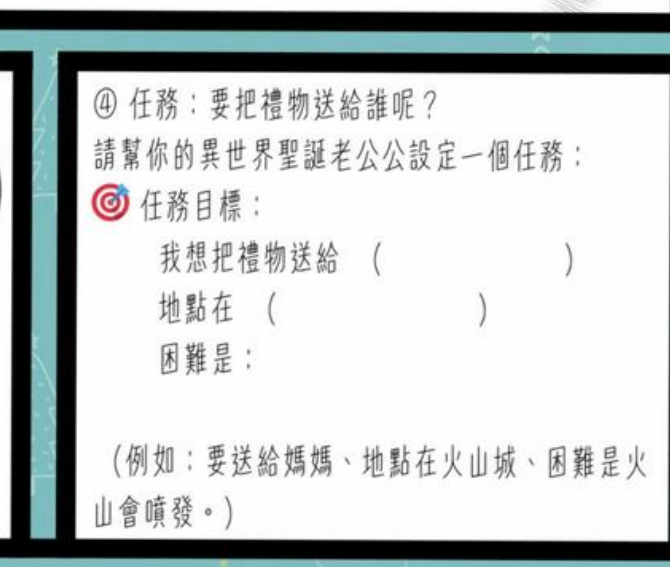 ④ 任務：要把禮物送給誰呢？
請幫你的異世界聖誕老公公設定一個任務：
🎯 任務目標：
我想把禮物送給 （ ）
地點在 （ ）
困難是：
（例如：要送給媽媽、地點在火山城、困難是火
山會噴發。）